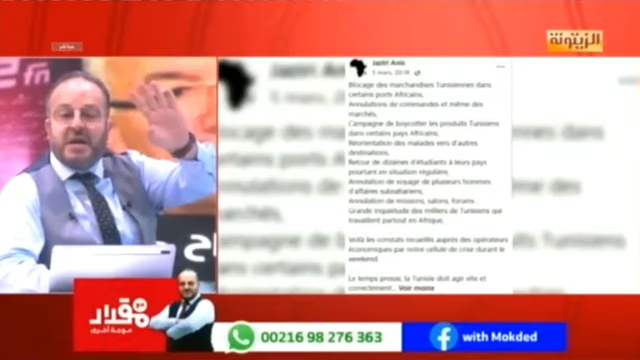 مباشر
الزيتونة
Jaziri Anis
5 mars, 20:18
Blocage des marchandises Tunisiennes dans
certains ports Africains,
Annulations de commandes et même des
marchés,
Campagne de boycotter les produits Tunisiens
dans certains pays Africains,
Réorientation des malades vers d'autres
destinations,
Retour de dizaines d'étudiants à leurs pays
pourtant en situation régulière,
Annulation de voyage de plusieurs hommes
d'affaires subsahariens,
Annulation de missions, salons, forums .
Grande inquiétude des milliers de Tunisiens qui
travaillent partout en Afrique,
Voilà les constats recueillis auprès des opérateurs
économiques par notre cellule de crise durant le
weekend.
Le temps presse, la Tunisie doit agir vite et
correctement... Voir moins
مقداد
موجة أخرى
00216 98 276 363
with Mokded